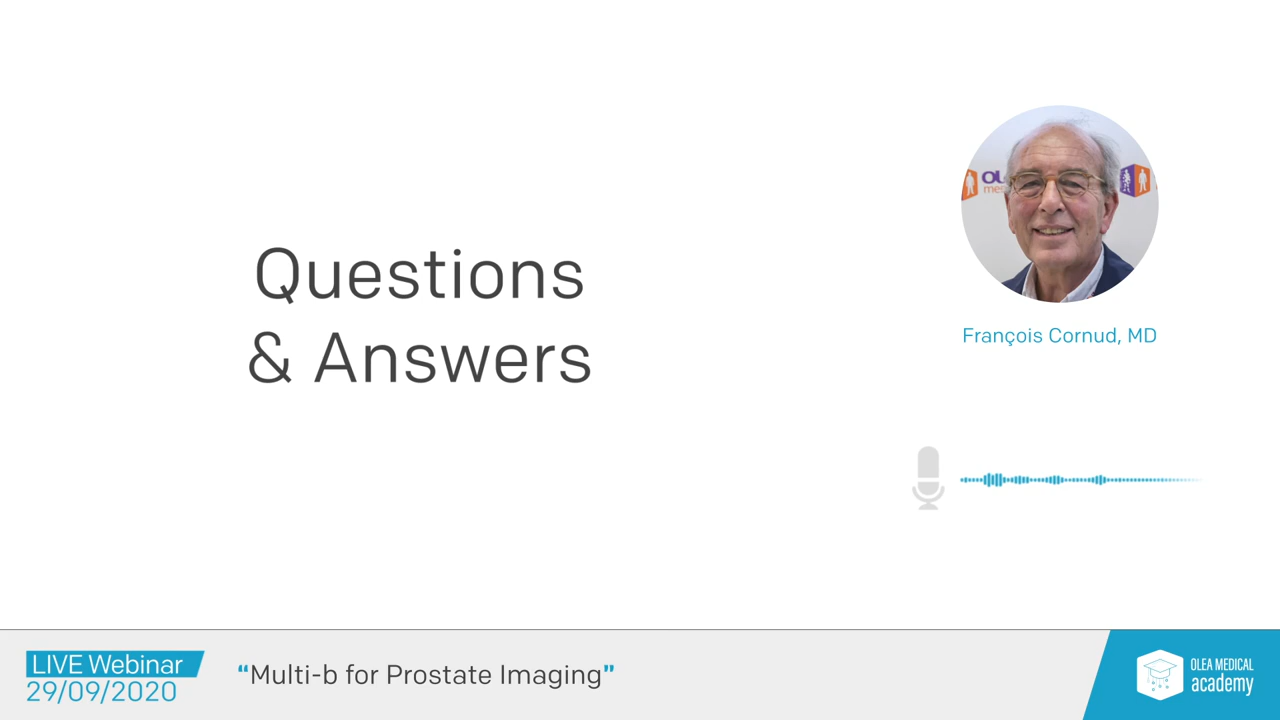 Questions
& Answers
François Cornud, MD
LIVE Webinar
29/09/2020
“Multi-b for Prostate Imaging”
OLEA MEDICAL
academy